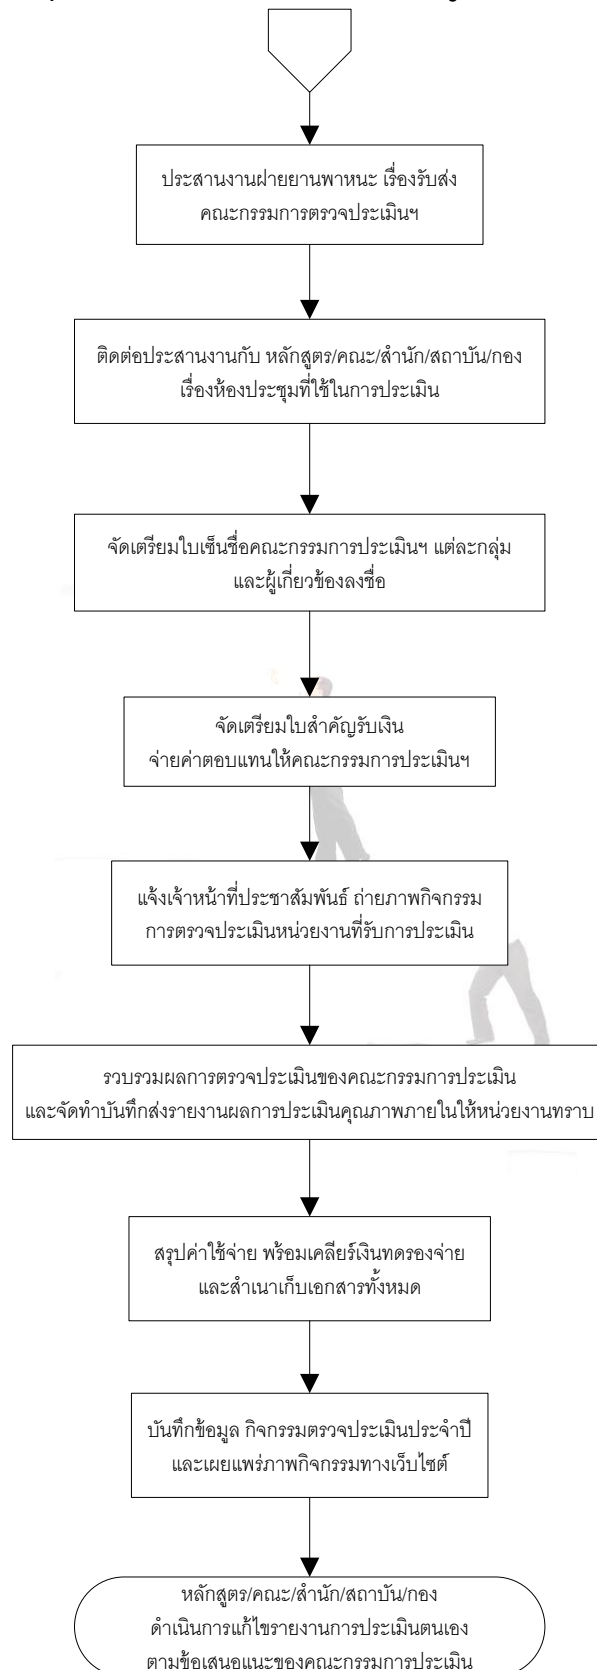 ประสานงานฝ่ายยานพาหนะ เรื่องรับส่ง
คณะกรรมการตรวจประเมินฯ
ติดต่อประสานงานกับ หลักสูตร/คณะ/สำนัก/สถาบัน/กอง
เรื่องห้องประชุมที่ใช้ในการประเมิน
จัดเตรียมใบเซ็นชื่อคณะกรรมการประเมินฯ แต่ละกลุ่ม
และผู้เกี่ยวข้องลงชื่อ
จัดเตรียมใบสำคัญรับเงิน
จ่ายค่าตอบแทนให้คณะกรรมการประเมินฯ
แจ้งเจ้าหน้าที่ประชาสัมพันธ์ ถ่ายภาพกิจกรรม
การตรวจประเมินหน่วยงานที่รับการประเมิน
รวบรวมผลการตรวจประเมินของคณะกรรมการประเมิน
และจัดทำบันทึกส่งรายงานผลการประเมินคุณภาพภายในให้หน่วยงานทราบ
สรุปค่าใช้จ่าย พร้อมเคลียร์เงินทดรองจ่าย
และสำเนาเก็บเอกสารทั้งหมด
บันทึกข้อมูล กิจกรรมตรวจประเมินประจำปี
และเผยแพร่ภาพกิจกรรมทางเว็บไซต์
หลักสูตร/คณะ/สำนัก/สถาบัน/กอง
ดำเนินการแก้ไขรายงานการประเมินตนเอง
ตามข้อเสนอแนะของคณะกรรมการประเมิน